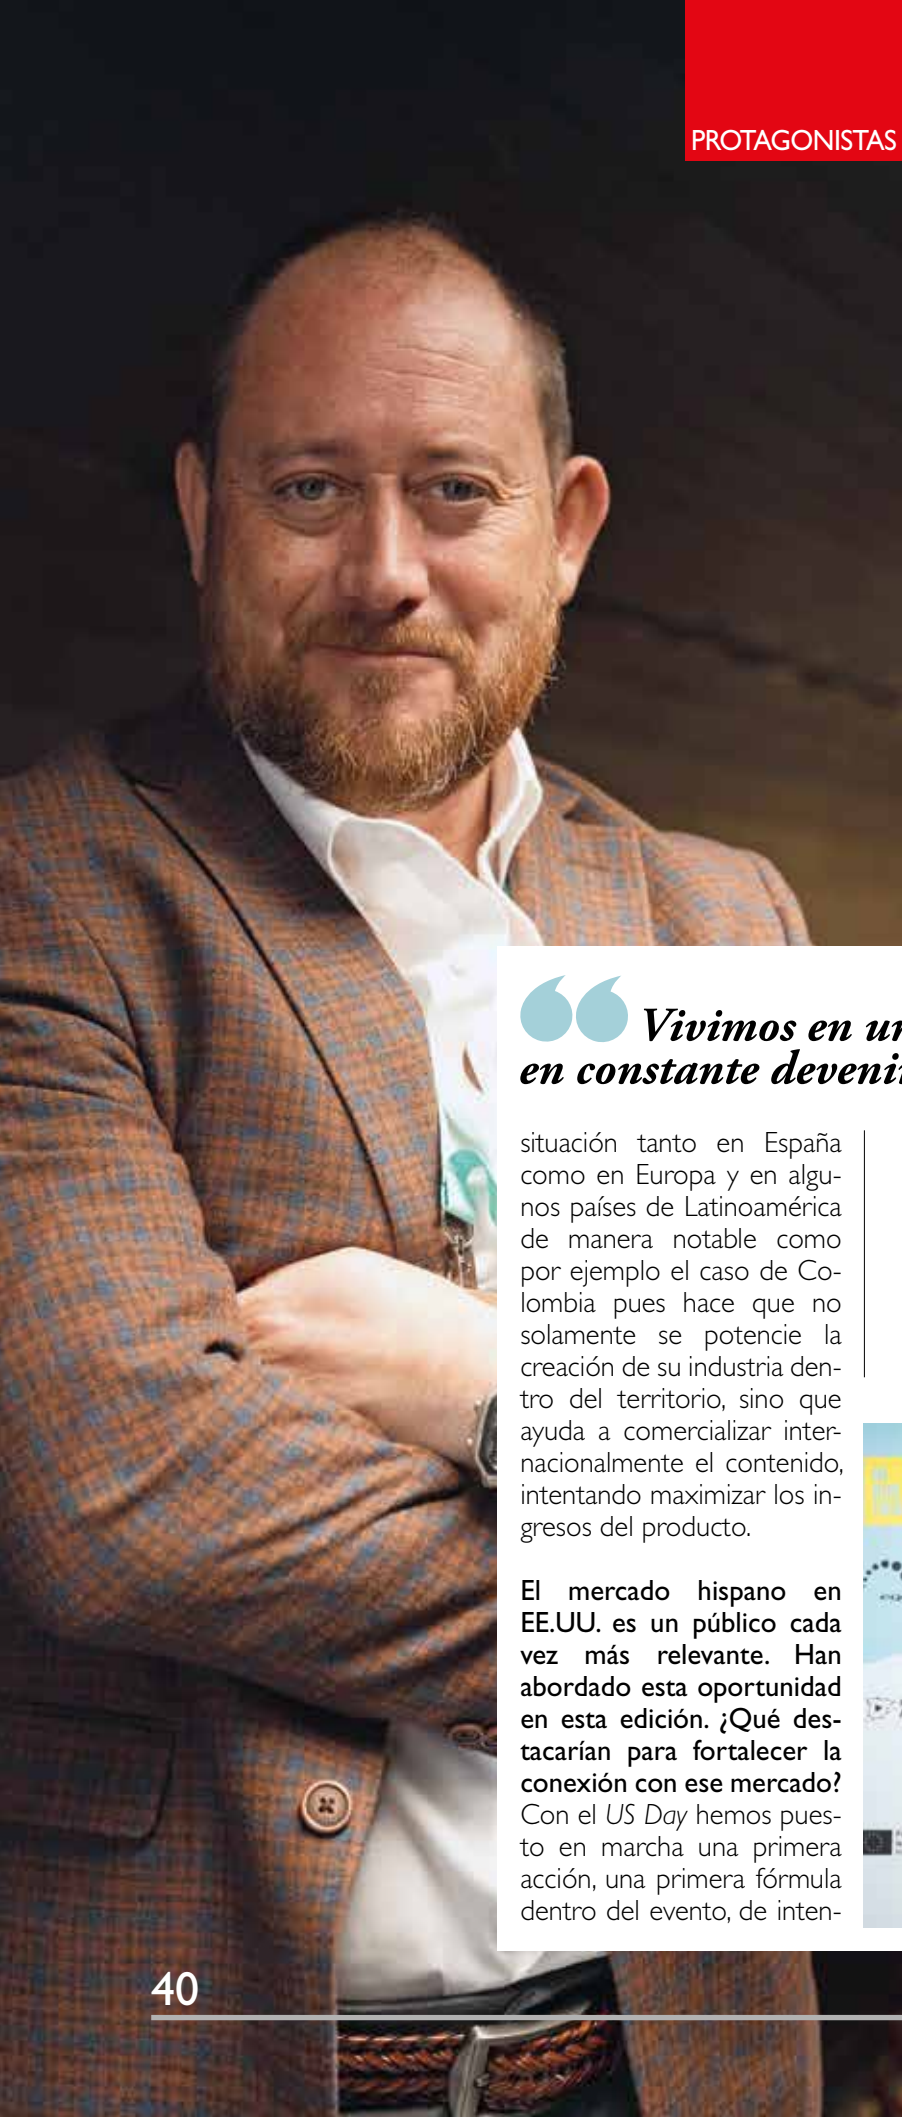 PROTAGONISTAS
Vivimos en un
en constante devenir
situación tanto en España
como en Europa y en algu-
nos países de Latinoamérica
de manera notable como
por ejemplo el caso de Co-
lombia pues hace que no
solamente se potencie la
creación de su industria den-
tro del territorio, sino que
ayuda a comercializar inter-
nacionalmente el contenido,
intentando maximizar los in-
gresos del producto.
El mercado hispano en
EE.UU. es un público cada
vez más relevante. Han
abordado esta oportunidad
en esta edición. ¿Qué des-
tacarían para fortalecer la
conexión con ese mercado?
Con el US Day hemos pues-
to en marcha una primera
acción, una primera fórmula
dentro del evento, de inten-
40